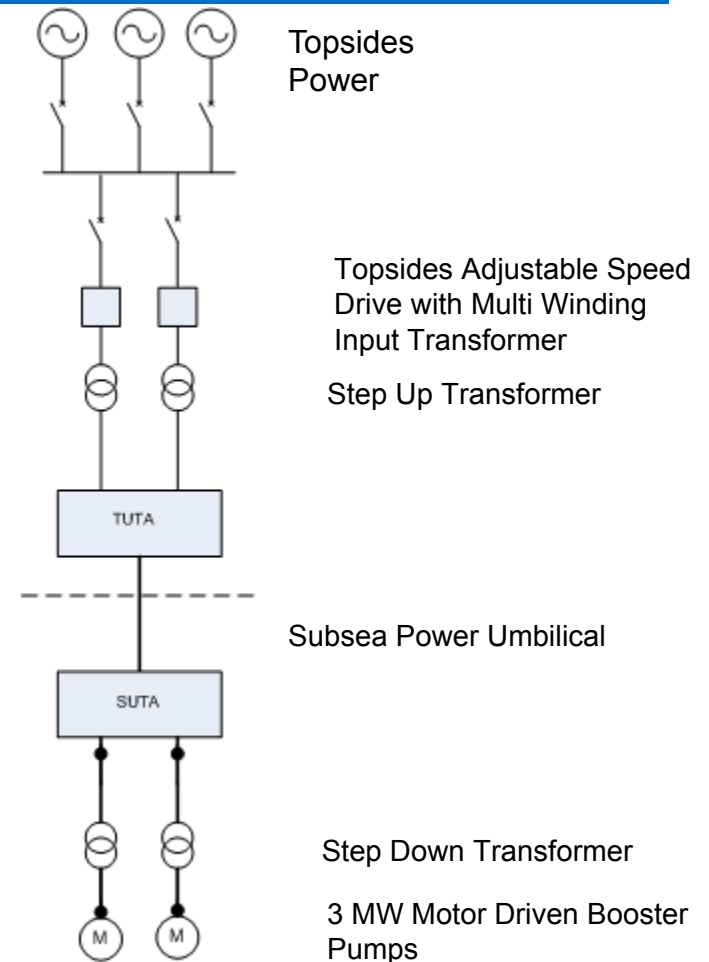 Topsides
Power
Topsides Adjustable Speed
Drive with Multi Winding
Input Transformer
Step Up Transformer
TUTA
Subsea Power Umbilical
SUTA
Step Down Transformer
3 MW Motor Driven Booster
Pumps
M M